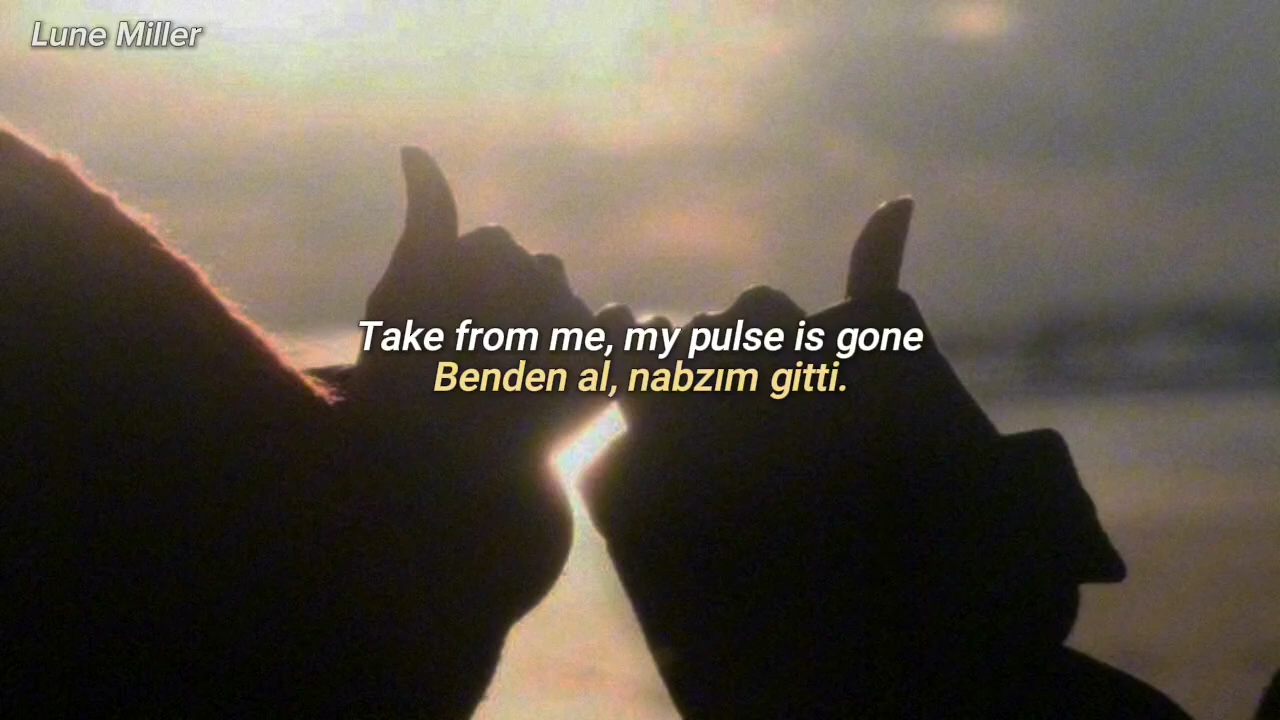 Lune Miller
Take from me, my pulse is gone
Benden al, nabzım gitti.